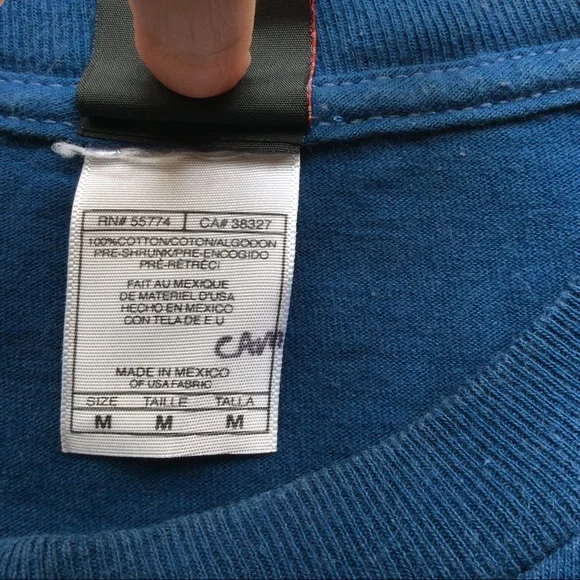 RN# 55774 CA# 38327
100%COTTON/COTON/ALGODON
PRE-SHRUNK/PRE-ENCOGIDO
PRÉ-RÉTRÉCI
FAIT AU MEXIQUE
DE MATERIEL D'USA
HECHO EN MEXICO
CON TELA DE E U
MADE IN MEXICO
OF USA FABRIC
SIZE TAILLE TALLA
M M M